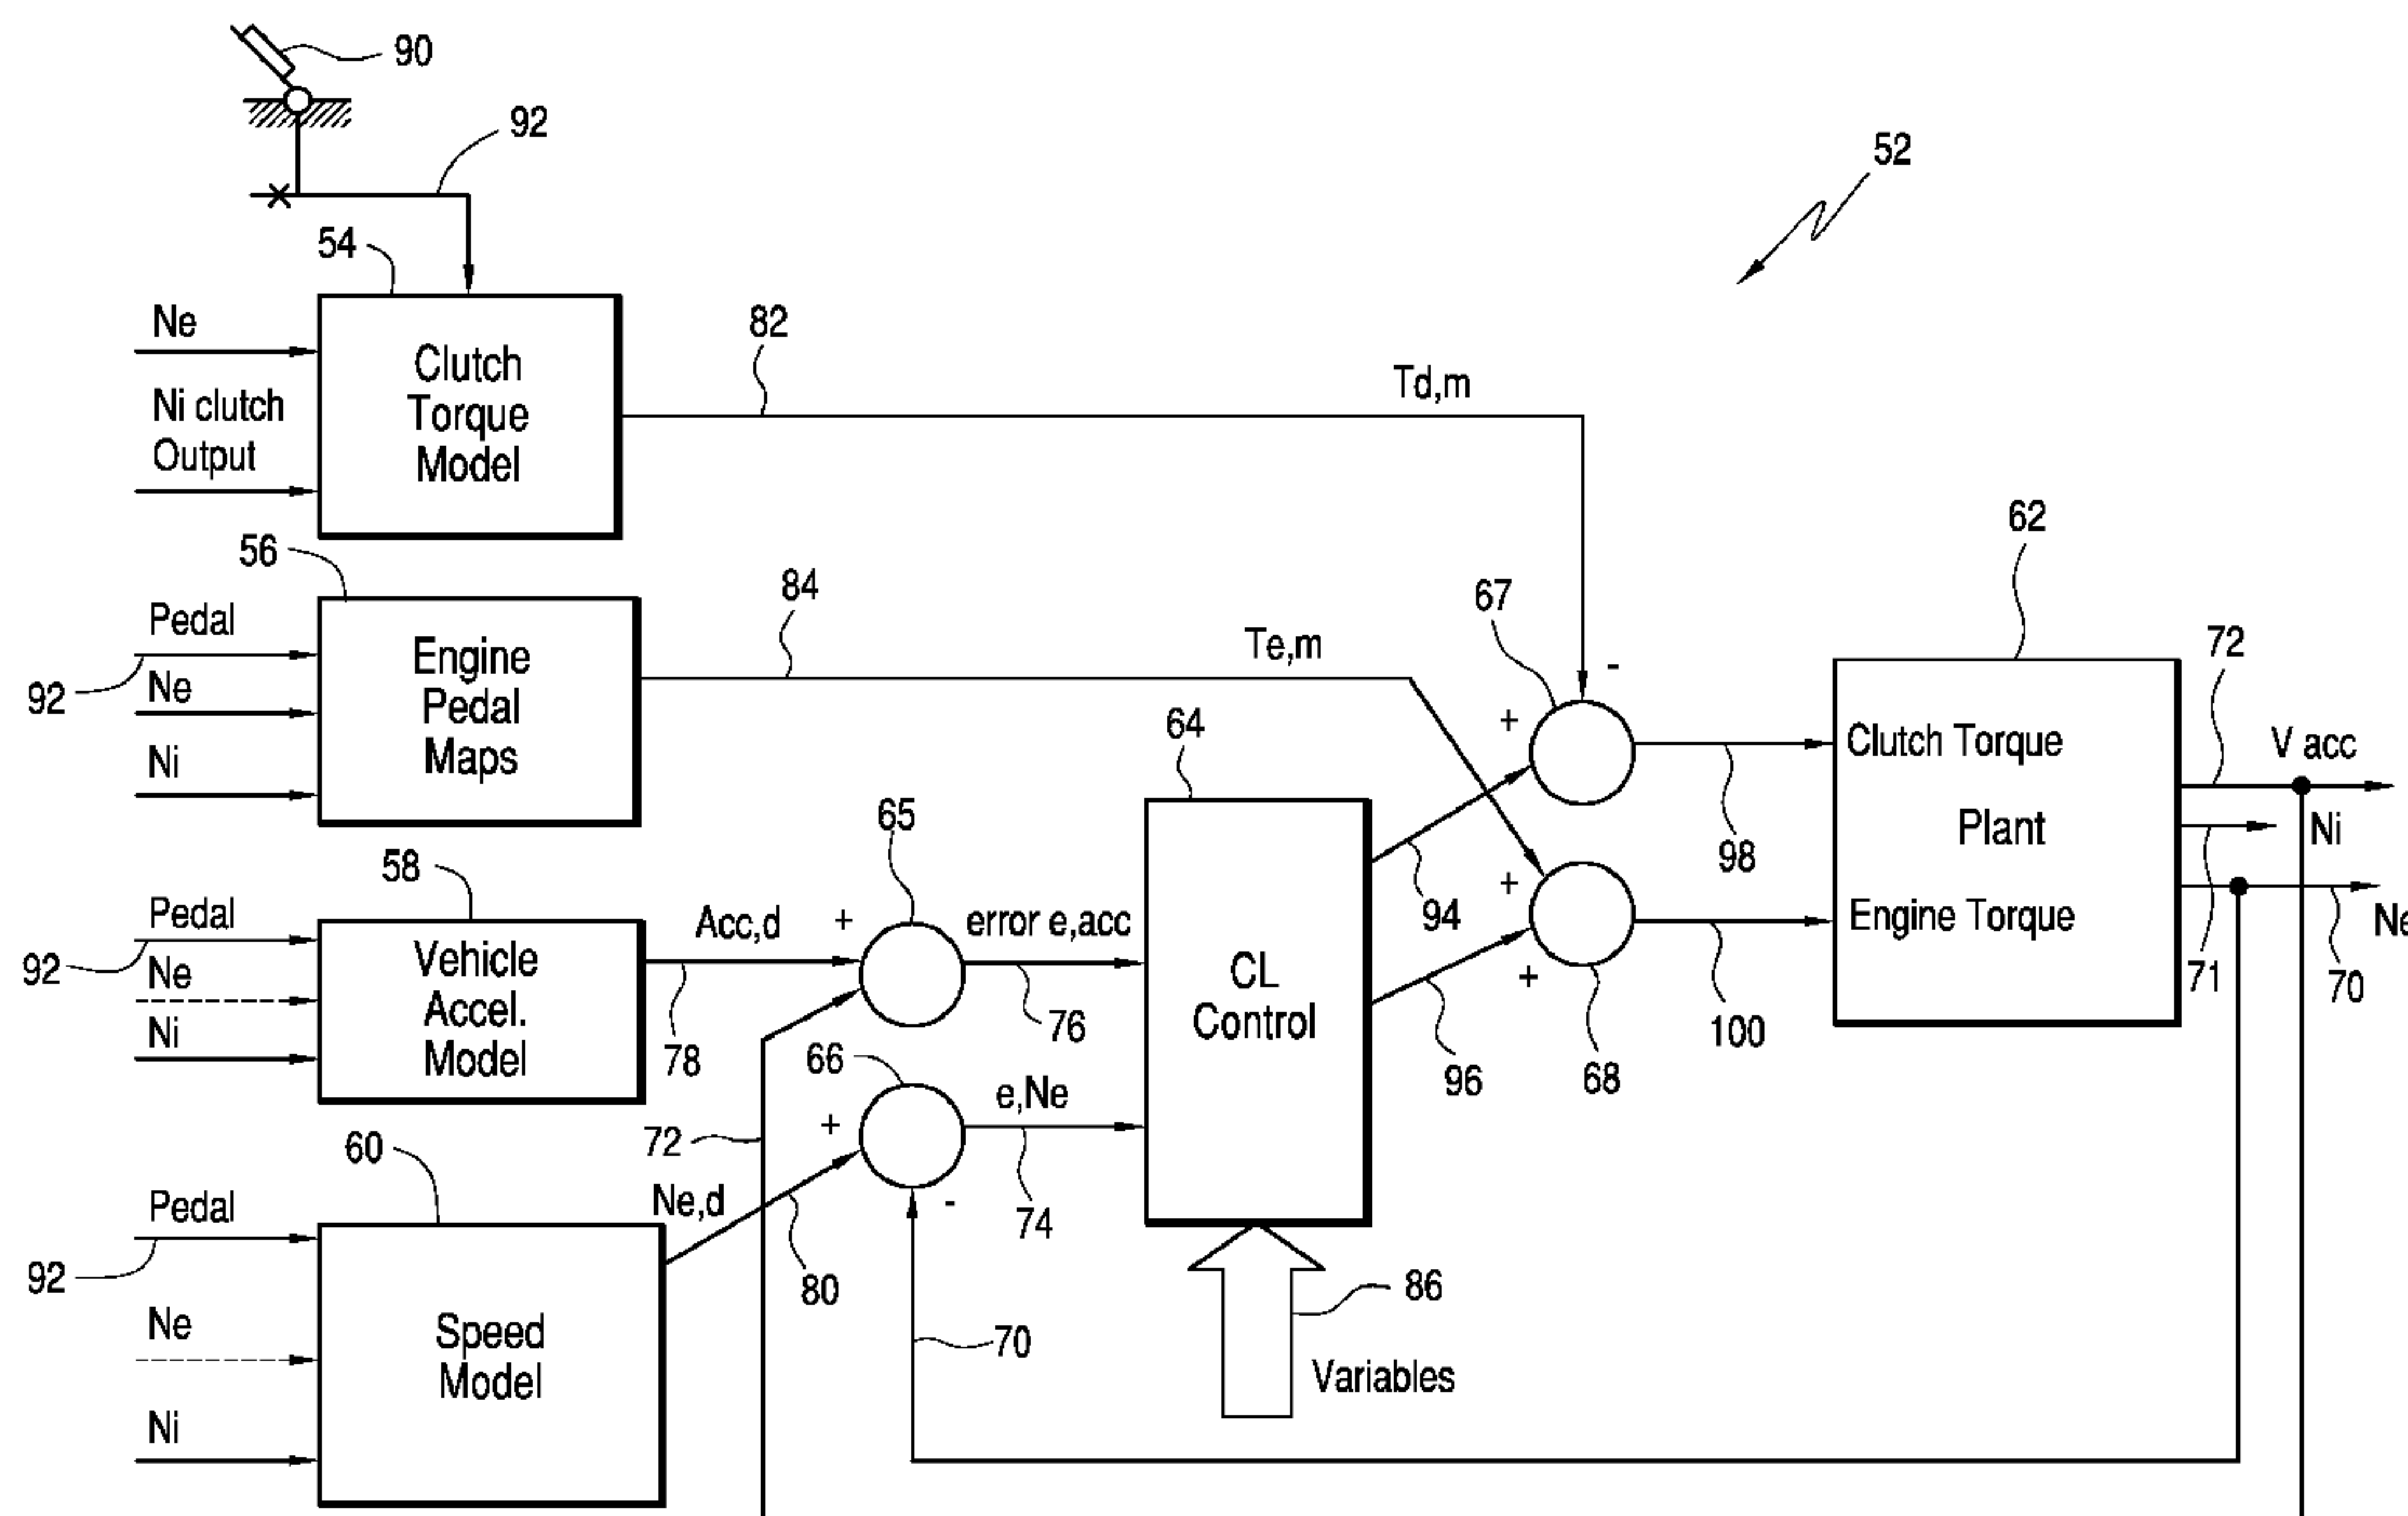 90
92
52
54
Ne
82
Clutch
Torque
Model
Td,m
Ni clutch
Output
62
56
84
67
Pedal
Te,m
72
92
Ne
Engine
Pedal
Maps
-
+
64
Clutch Torque
V acc
Ni
65
58
Plant
Ni
98
Pedal
Acc,d
+
error e,acc
+
94
Engine Torque
Ne
92
Ne
Vehicle
Accel.
Model
CL
Control
+
71
70
Ni
78
76
100
66
96
68
72
e,Ne
+
60
Pedal
Ne,d
-
74
92
80
86
Ne
Speed
Model
70
Variables
Ni